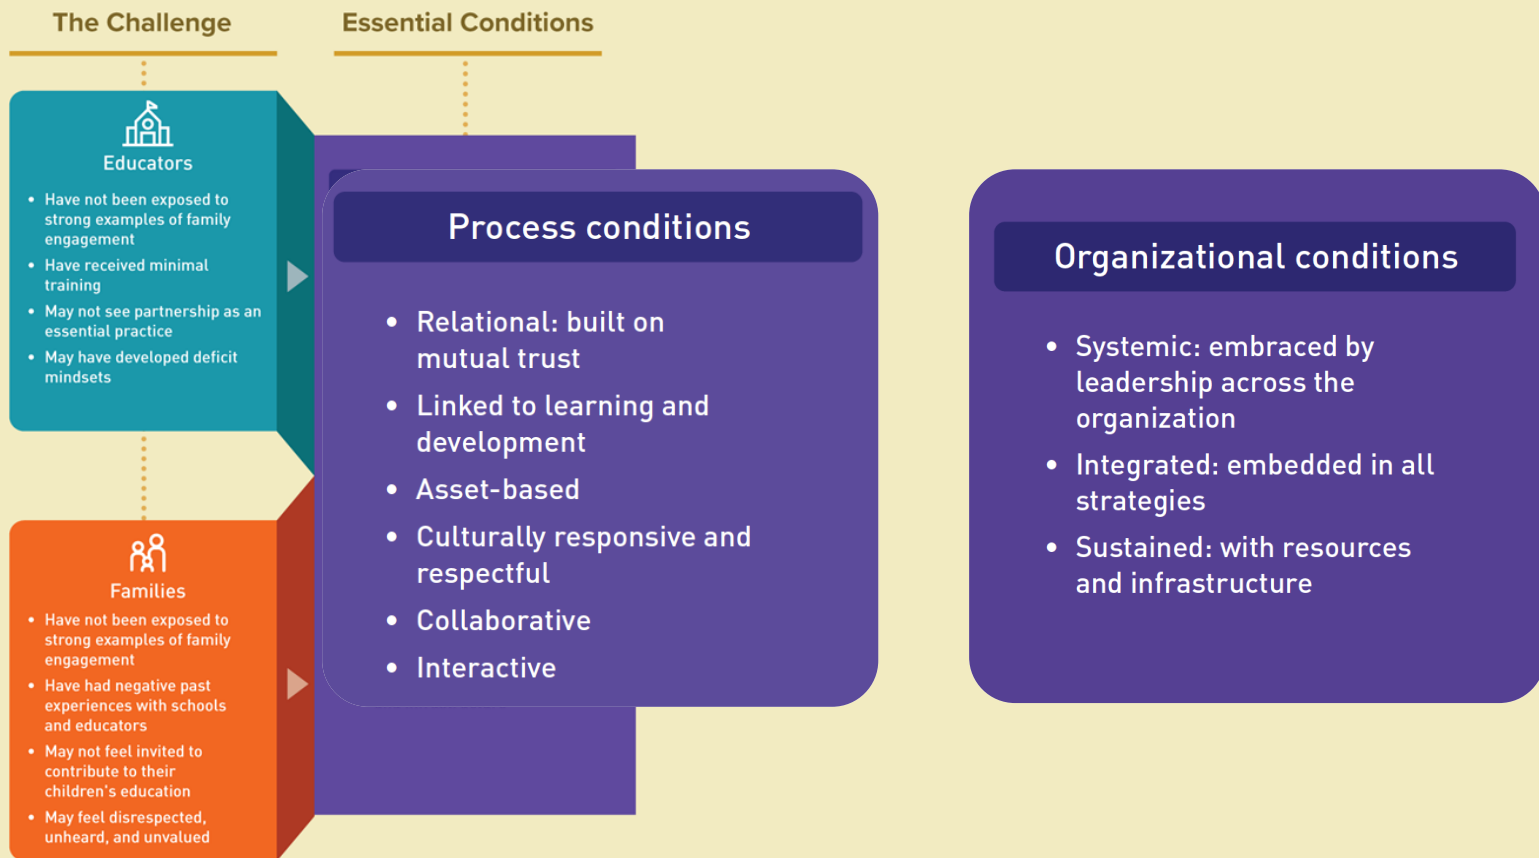 The Challenge
Essential Conditions
Educators
• Have not been exposed to
strong examples of family
engagement
• Have received minimal
training
• May not see partnership as an
essential practice
• May have developed deficit
mindsets
Families
• Have not been exposed to
strong examples of family
engagement
• Have had negative past
experiences with schools
and educators
• May not feel invited to
contribute to their
children's education
• May feel disrespected,
unheard, and unvalued
Process conditions
• Relational: built on
mutual trust
• Linked to learning and
development
• Asset-based
• Culturally responsive and
respectful
• Collaborative
• Interactive
Organizational conditions
• Systemic: embraced by
leadership across the
organization
• Integrated: embedded in all
strategies
• Sustained: with resources
and infrastructure